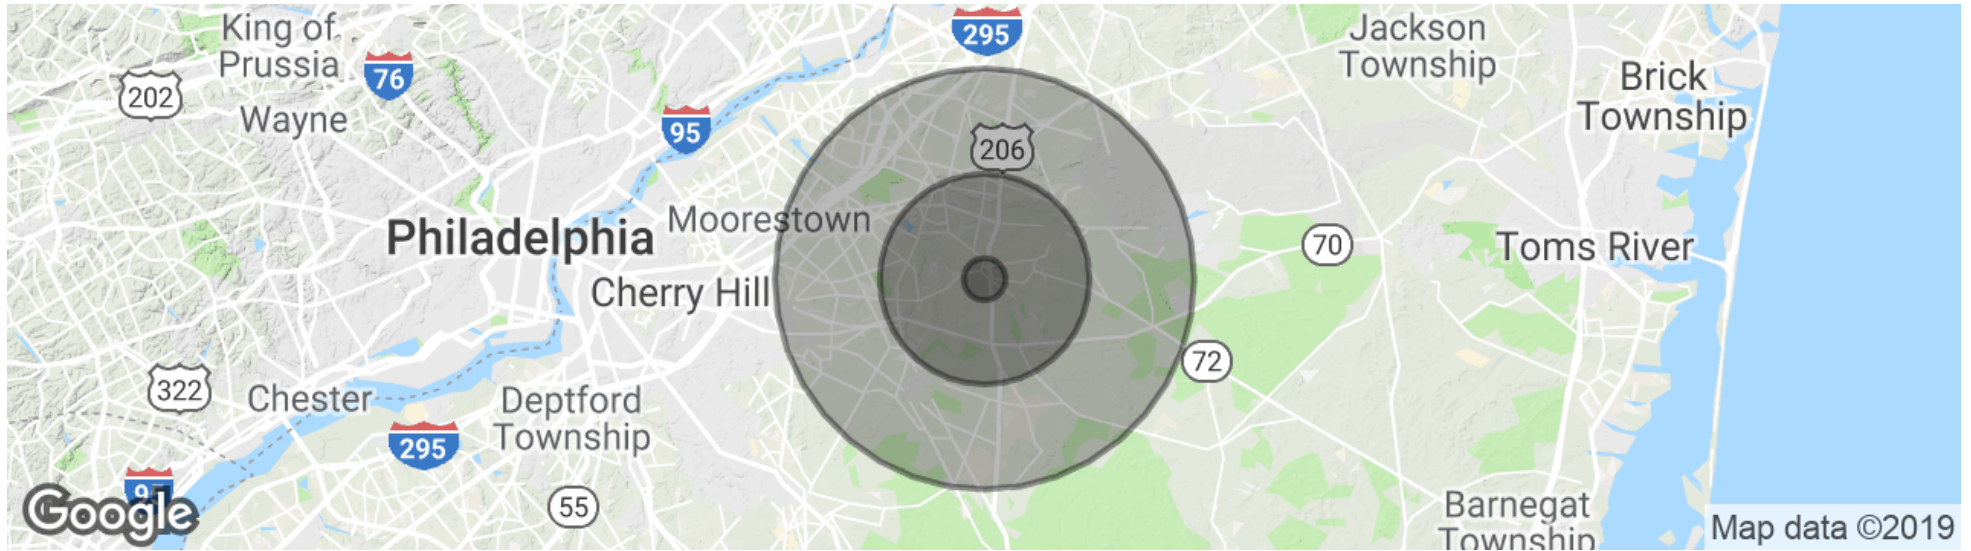 King of
Prussia
76
202
Wayne
95
295
206
Jackson
Township
Brick
Township
Philadelphia
Moorestown
Cherry Hill
70
Toms River
72
322
Chester
Deptford
Township
295
55
95
Google
Barnegat
Township
Map data ©2019